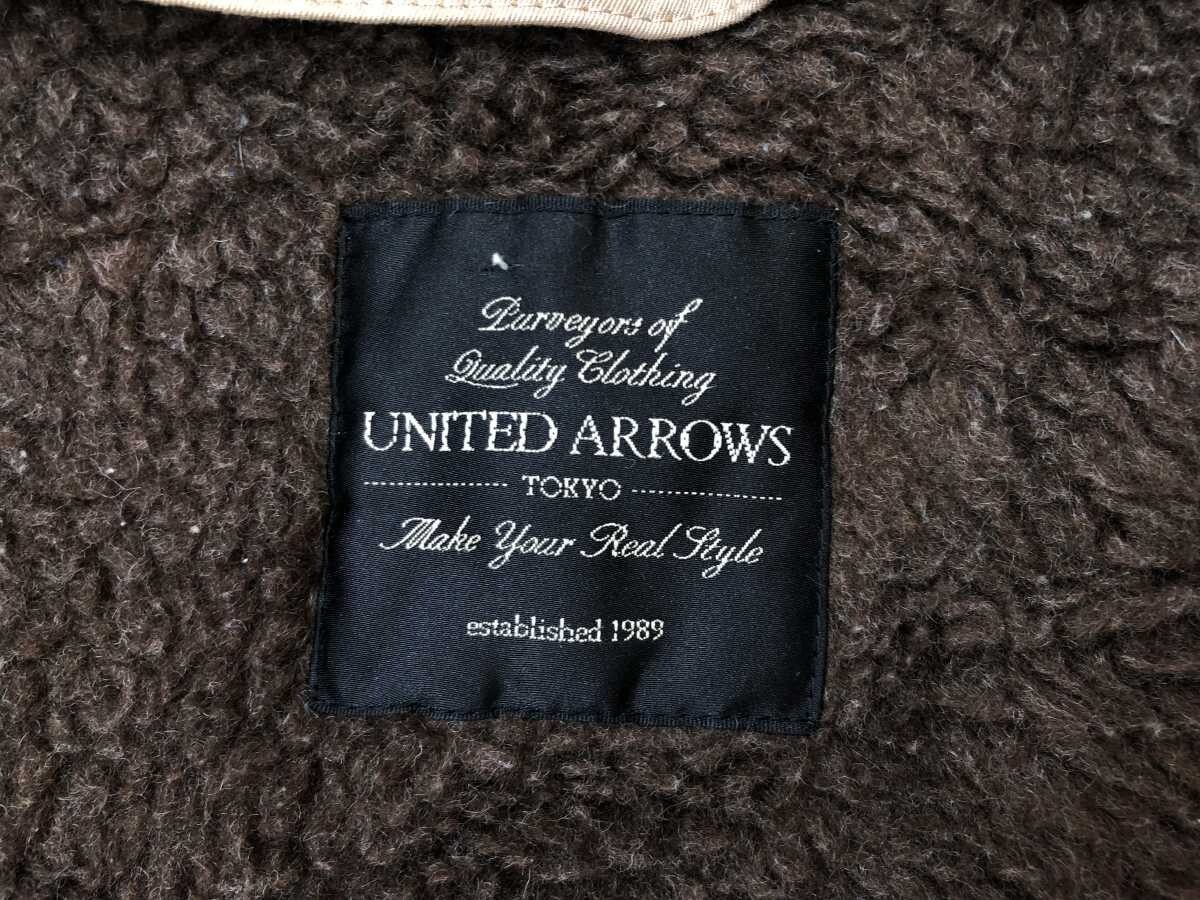 Purveyors of
Quality Clothing
UNITED ARROWS
TOKYO
Make Your Real Style
established 1989